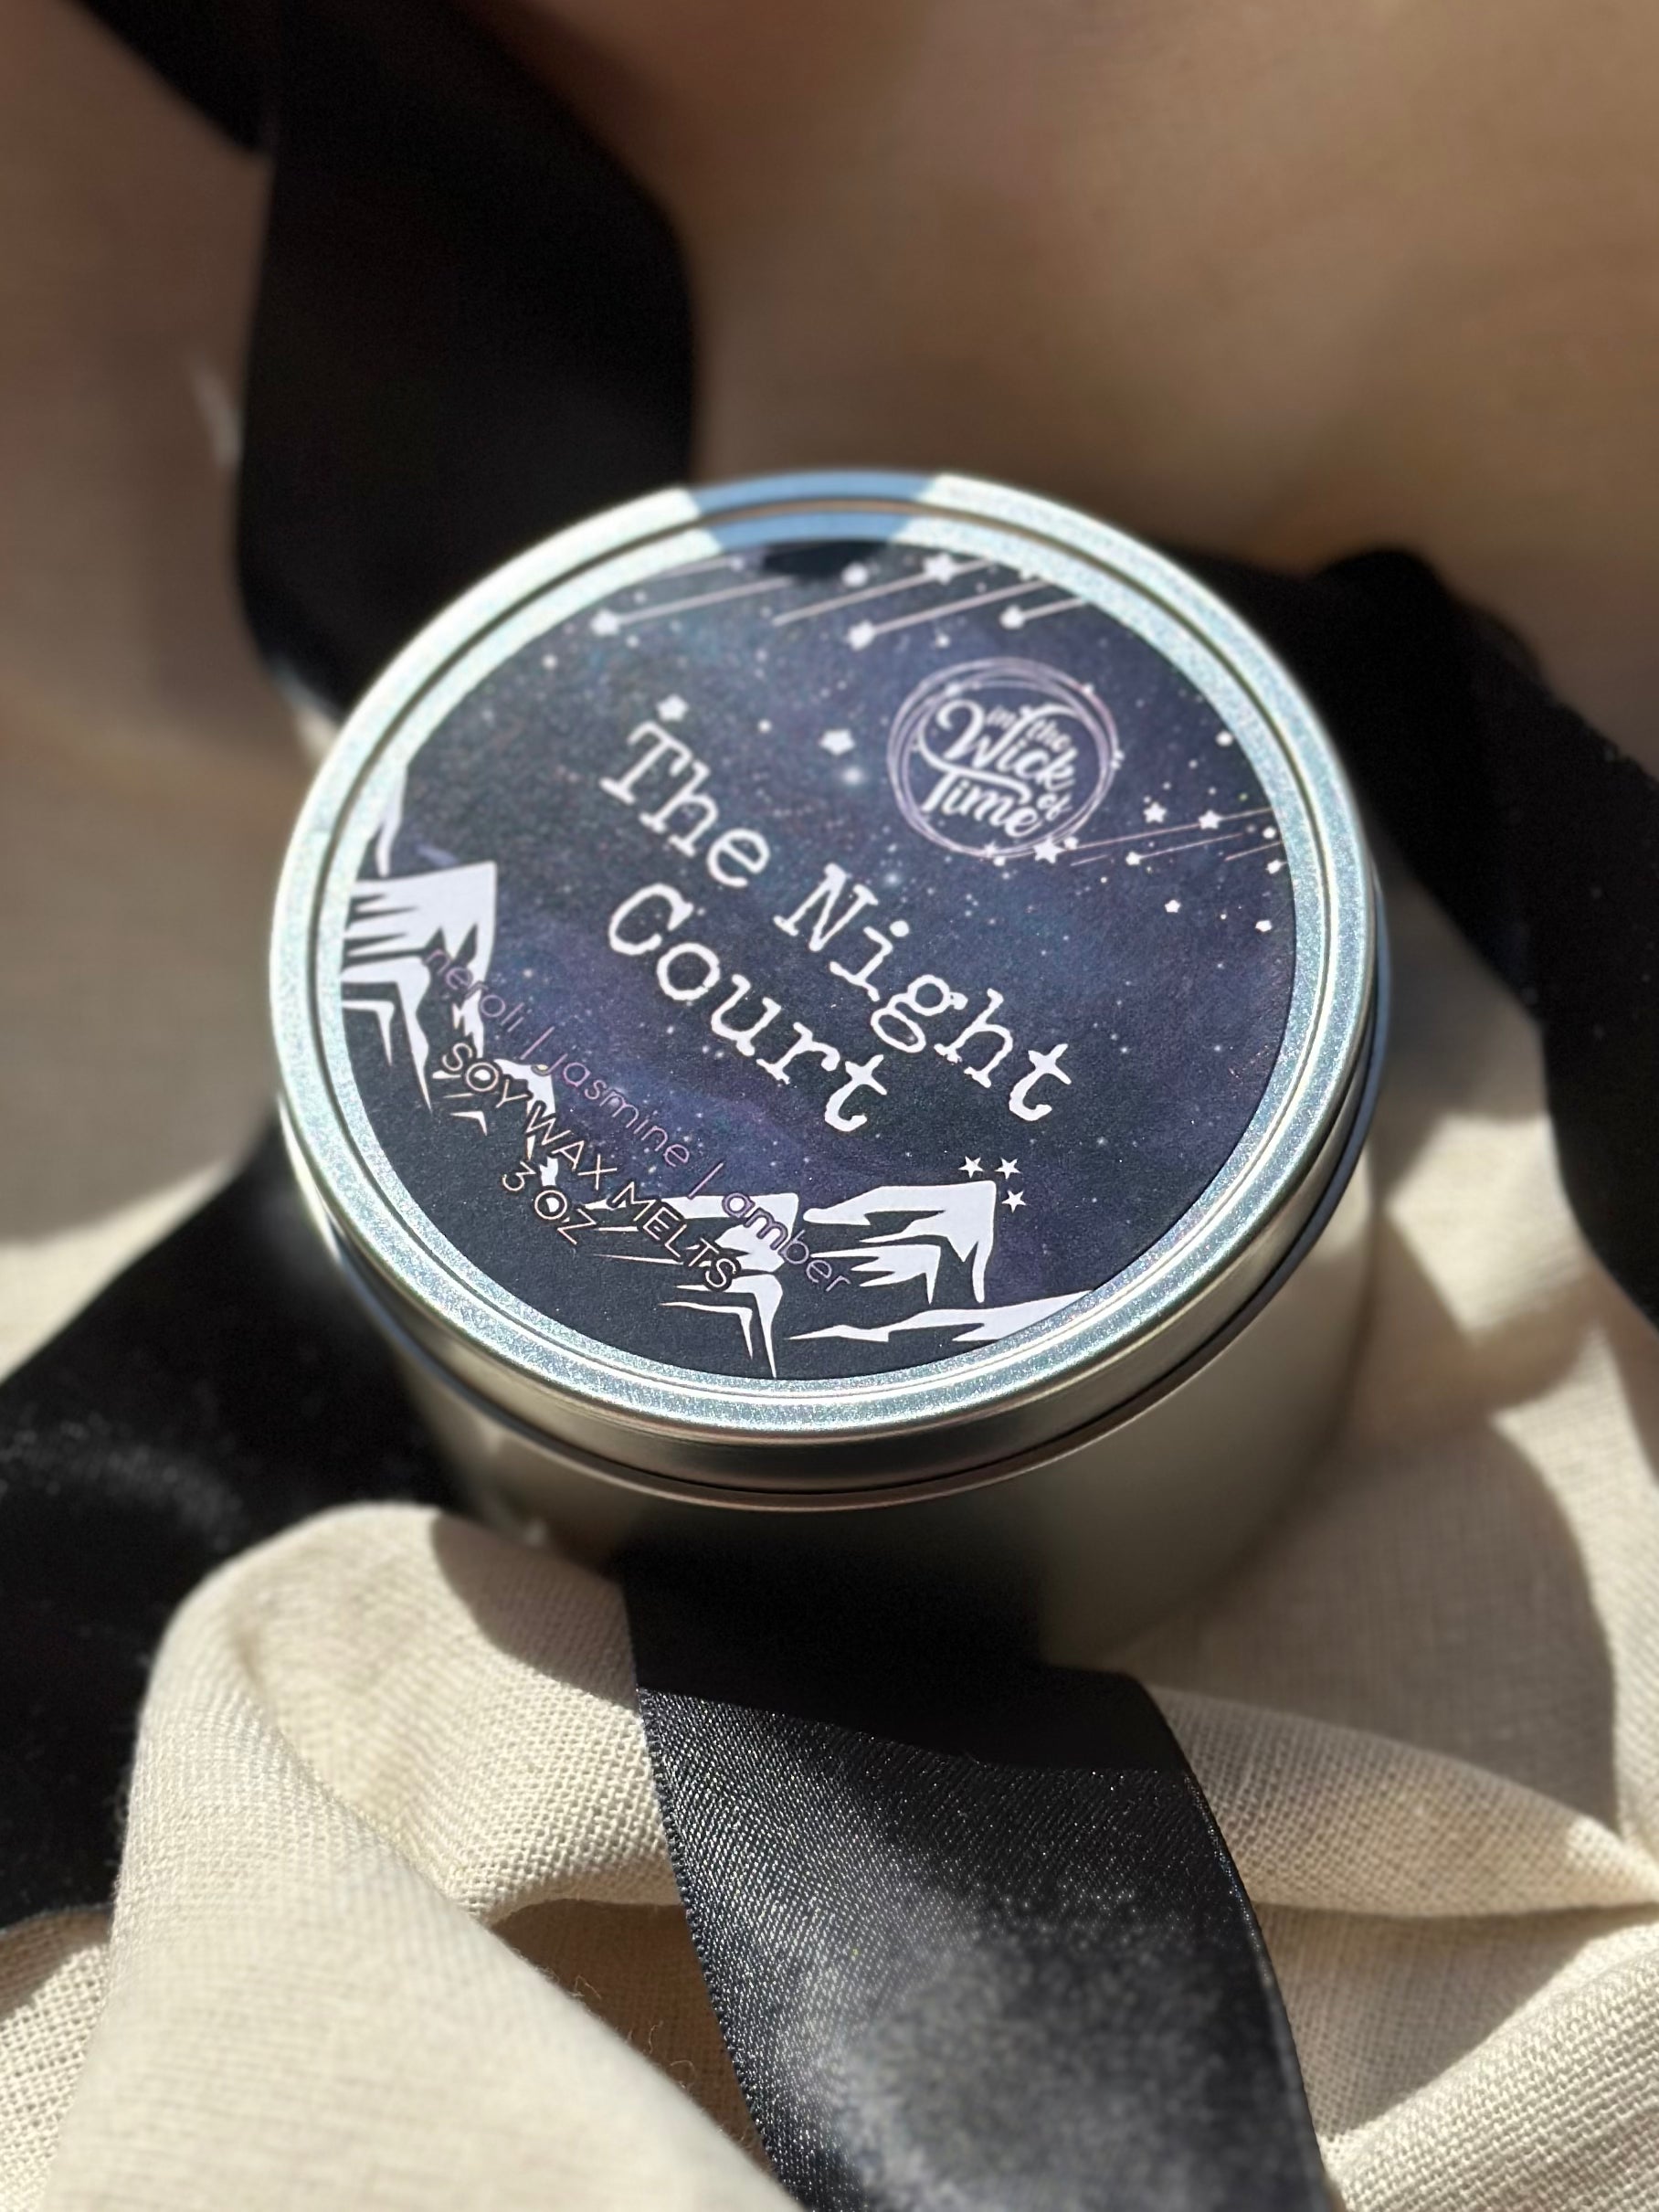 in the
Wick
of
Time
The Night
Court
neroli | jasmine | amber
SOY WAX MELTS
3 OZ